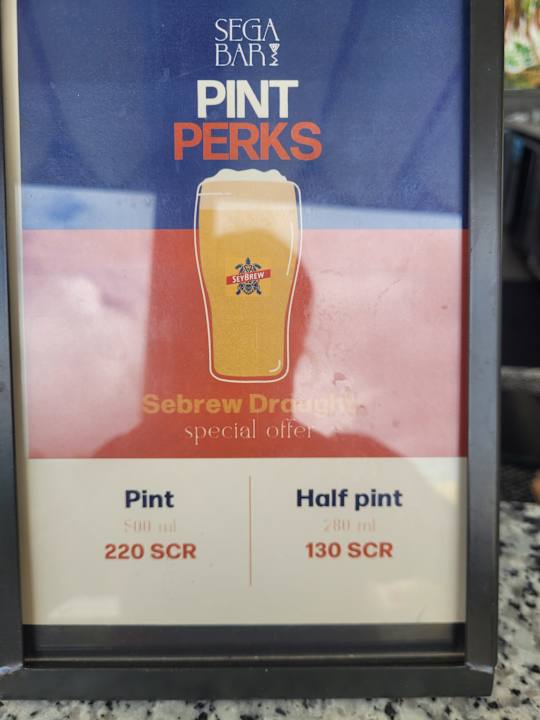 SEGA
BAR
PINT
PERKS
SEYBREW
Sebrew Draught
special offer
Pint
500 ml
220 SCR
Half pint
280 ml
130 SCR